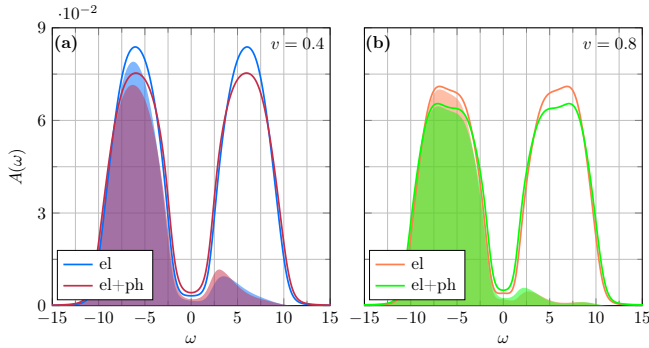 ·10⁻²
(a) v = 0.4
(b) v = 0.8
9
6
3
0
A(ω)
el
el+ph
el
el+ph
−15 −10 −5 0 5 10 15
−15 −10 −5 0 5 10 15
ω
ω